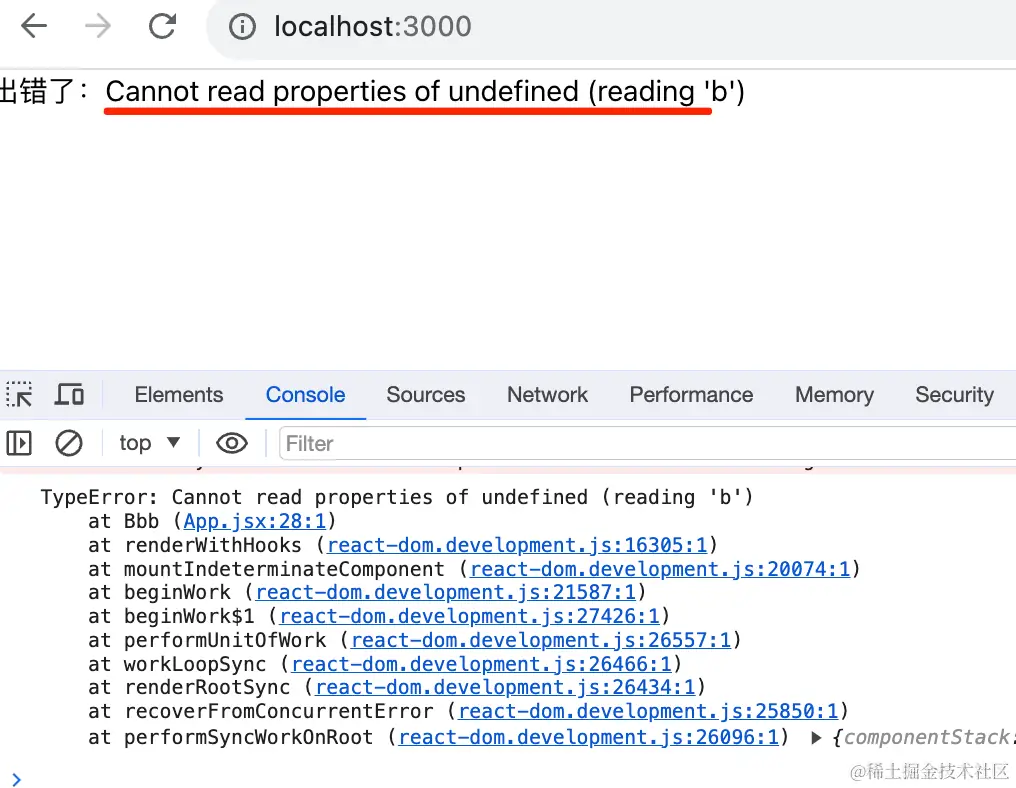 localhost:3000
出错了：Cannot read properties of undefined (reading 'b')
Elements Console Sources Network Performance Memory Security
top ▼ Filter
TypeError: Cannot read properties of undefined (reading 'b')
at Bbb (App.jsx:28:1)
at renderWithHooks (react-dom.development.js:16305:1)
at mountIndeterminateComponent (react-dom.development.js:20074:1)
at beginWork (react-dom.development.js:21587:1)
at beginWork$1 (react-dom.development.js:27426:1)
at performUnitOfWork (react-dom.development.js:26557:1)
at workLoopSync (react-dom.development.js:26466:1)
at renderRootSync (react-dom.development.js:26434:1)
at recoverFromConcurrentError (react-dom.development.js:25850:1)
at performSyncWorkOnRoot (react-dom.development.js:26096:1) ▶ {componentStack:
@稀土掘金技术社区